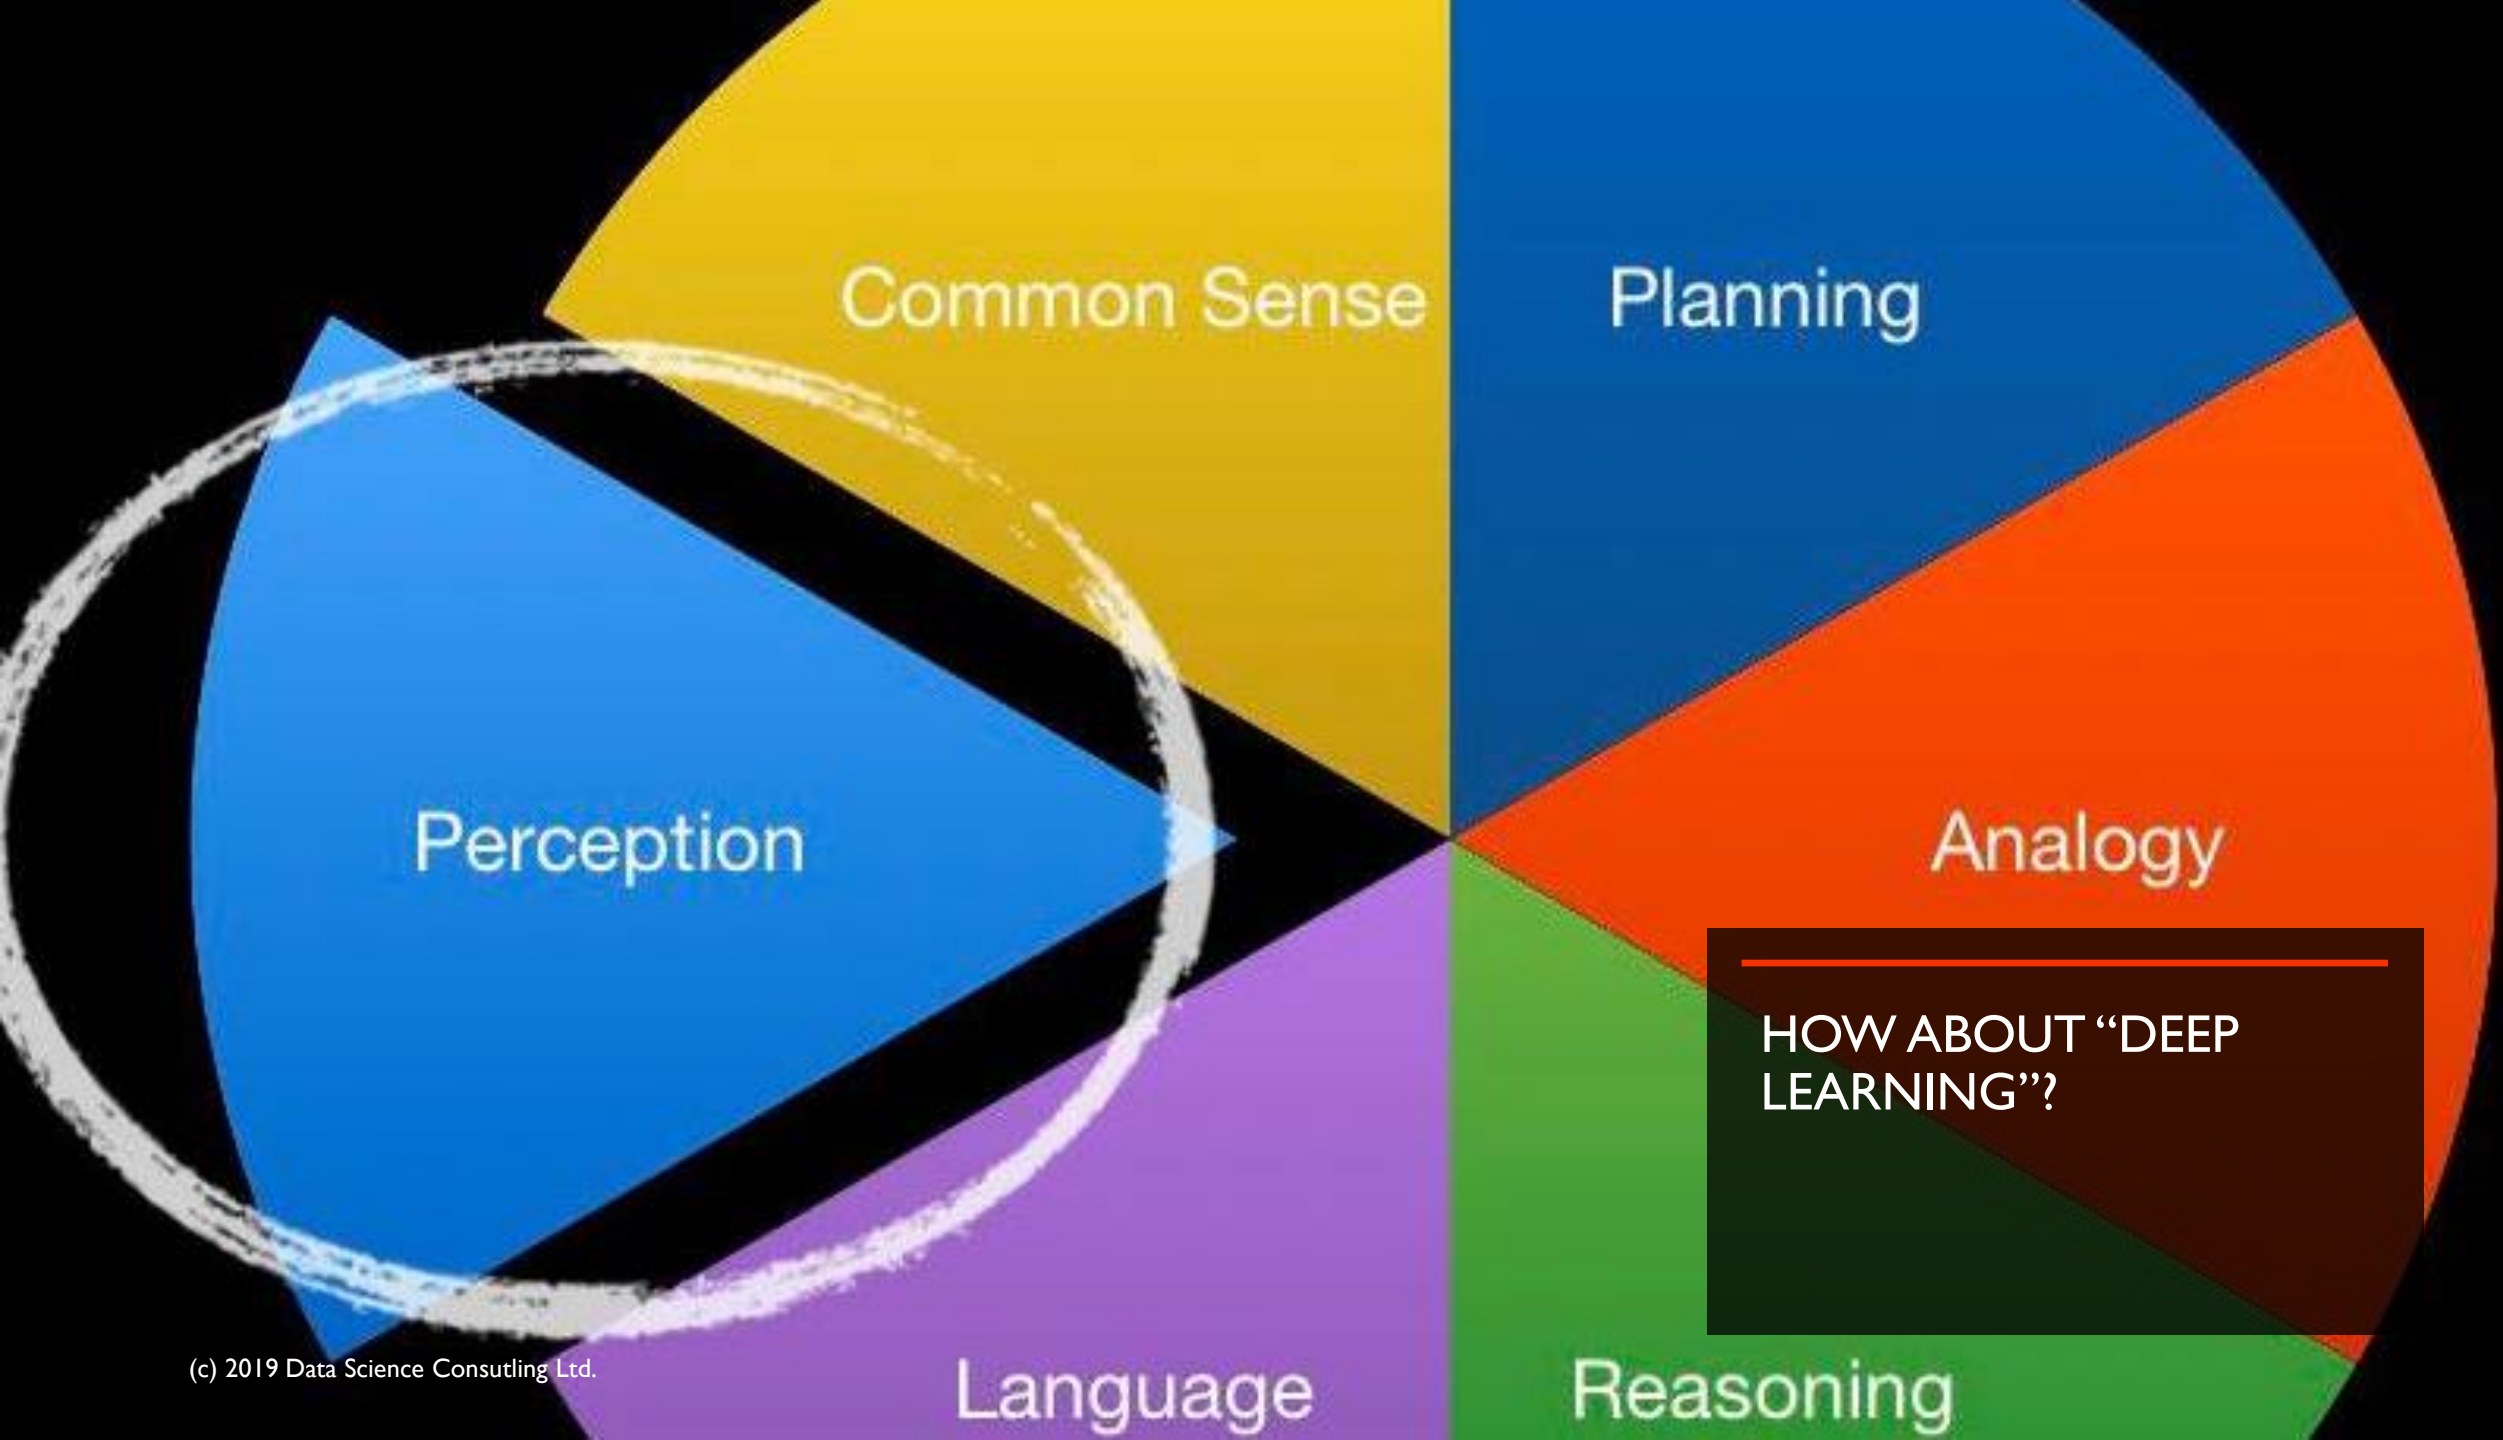 Common Sense
Planning
Perception
Analogy
HOW ABOUT “DEEP
LEARNING”?
(c) 2019 Data Science Consutling Ltd.
Language
Reasoning